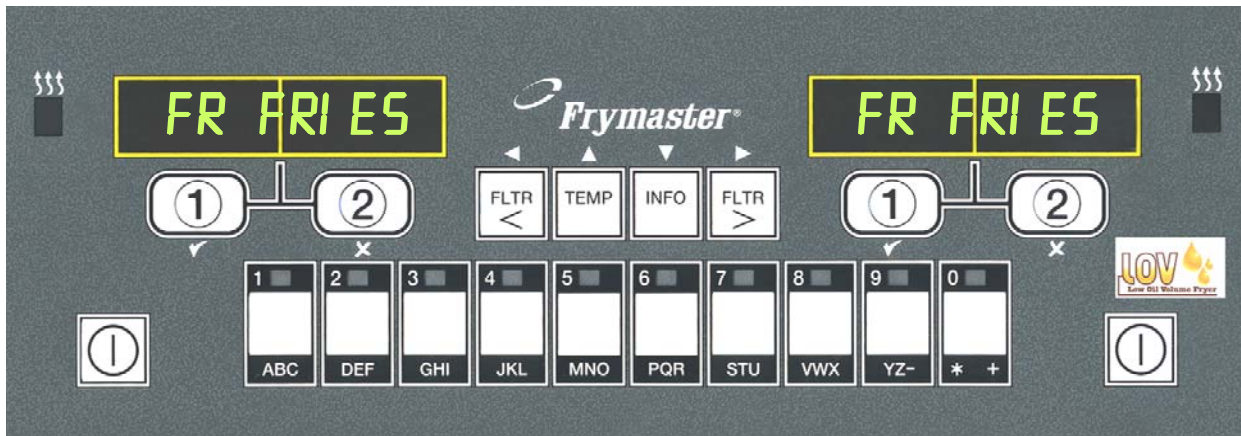 FR FRIES
Frymaster®
FR FRIES
1
2
FLTR
<
TEMP
INFO
FLTR
>
1
2
LOV
Low Oil Volume Fryer
1
2
3
4
5
6
7
8
9
0
ABC
DEF
GHI
JKL
MNO
PQR
STU
VWX
YZ-
* +